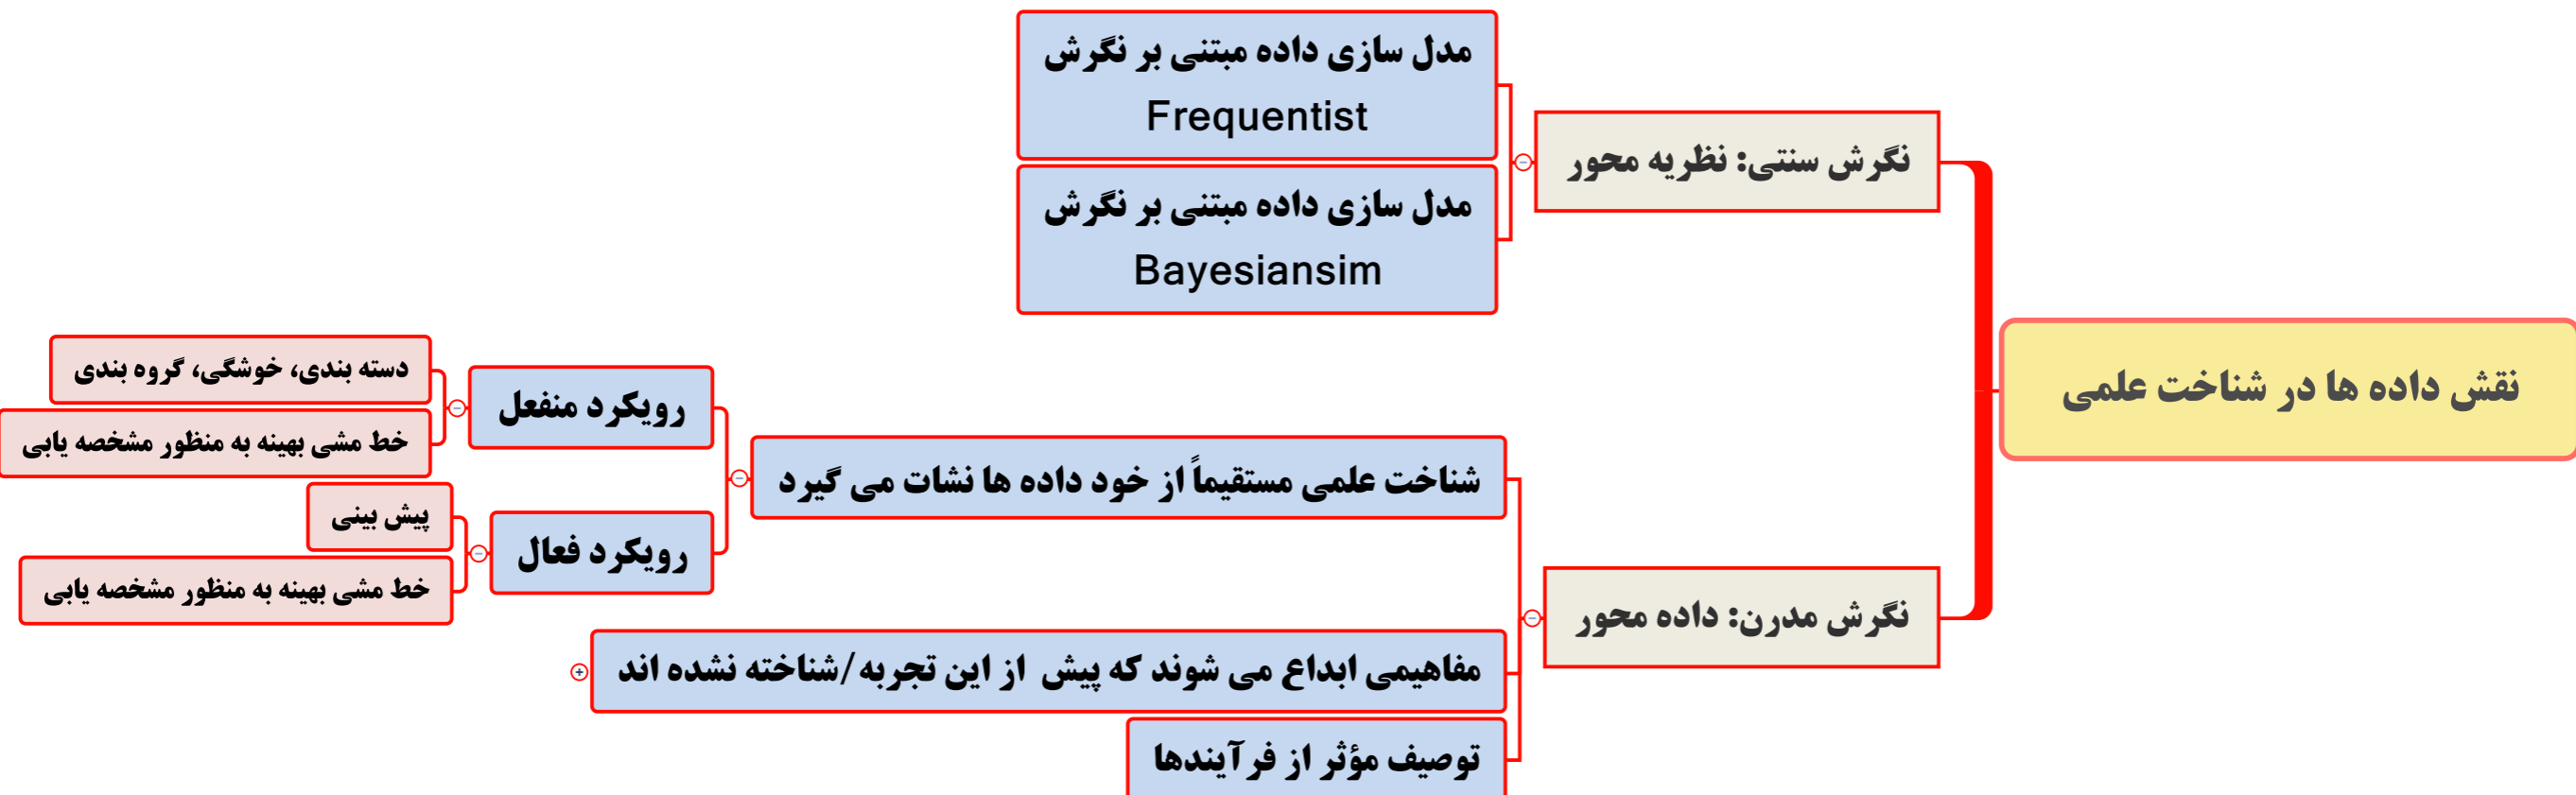 نقش داده ها در شناخت علمی
نگرش سنتی: نظریه محور
مدل سازی داده مبتنی بر نگرش
Frequentist
مدل سازی داده مبتنی بر نگرش
Bayesiansim
نگرش مدرن: داده محور
شناخت علمی مستقیماً از خود داده ها نشات می گیرد
رویکرد منفعل
دسته بندی، خوشگی، گروه بندی
خط مشی بهینه به منظور مشخصه یابی
رویکرد فعال
پیش بینی
خط مشی بهینه به منظور مشخصه یابی
مفاهیمی ابداع می شوند که پیش از این تجربه/شناخته نشده اند
توصیف مؤثر از فرآیندها